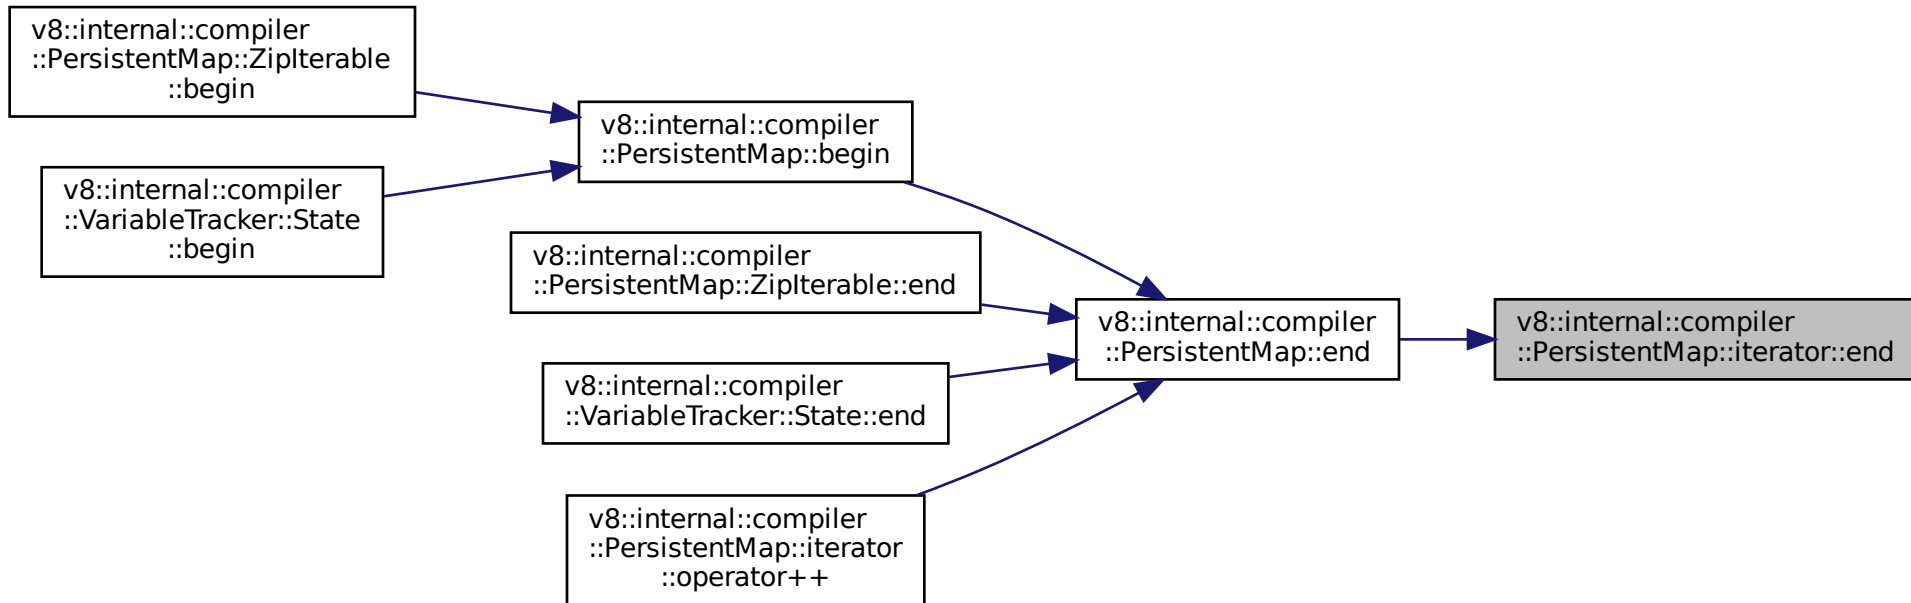 v8::internal::compiler
::PersistentMap::ZipIterable
::begin
v8::internal::compiler
::VariableTracker::State
::begin
v8::internal::compiler
::PersistentMap::begin
v8::internal::compiler
::PersistentMap::ZipIterable::end
v8::internal::compiler
::VariableTracker::State::end
v8::internal::compiler
::PersistentMap::iterator
::operator++
v8::internal::compiler
::PersistentMap::end
v8::internal::compiler
::PersistentMap::iterator::end